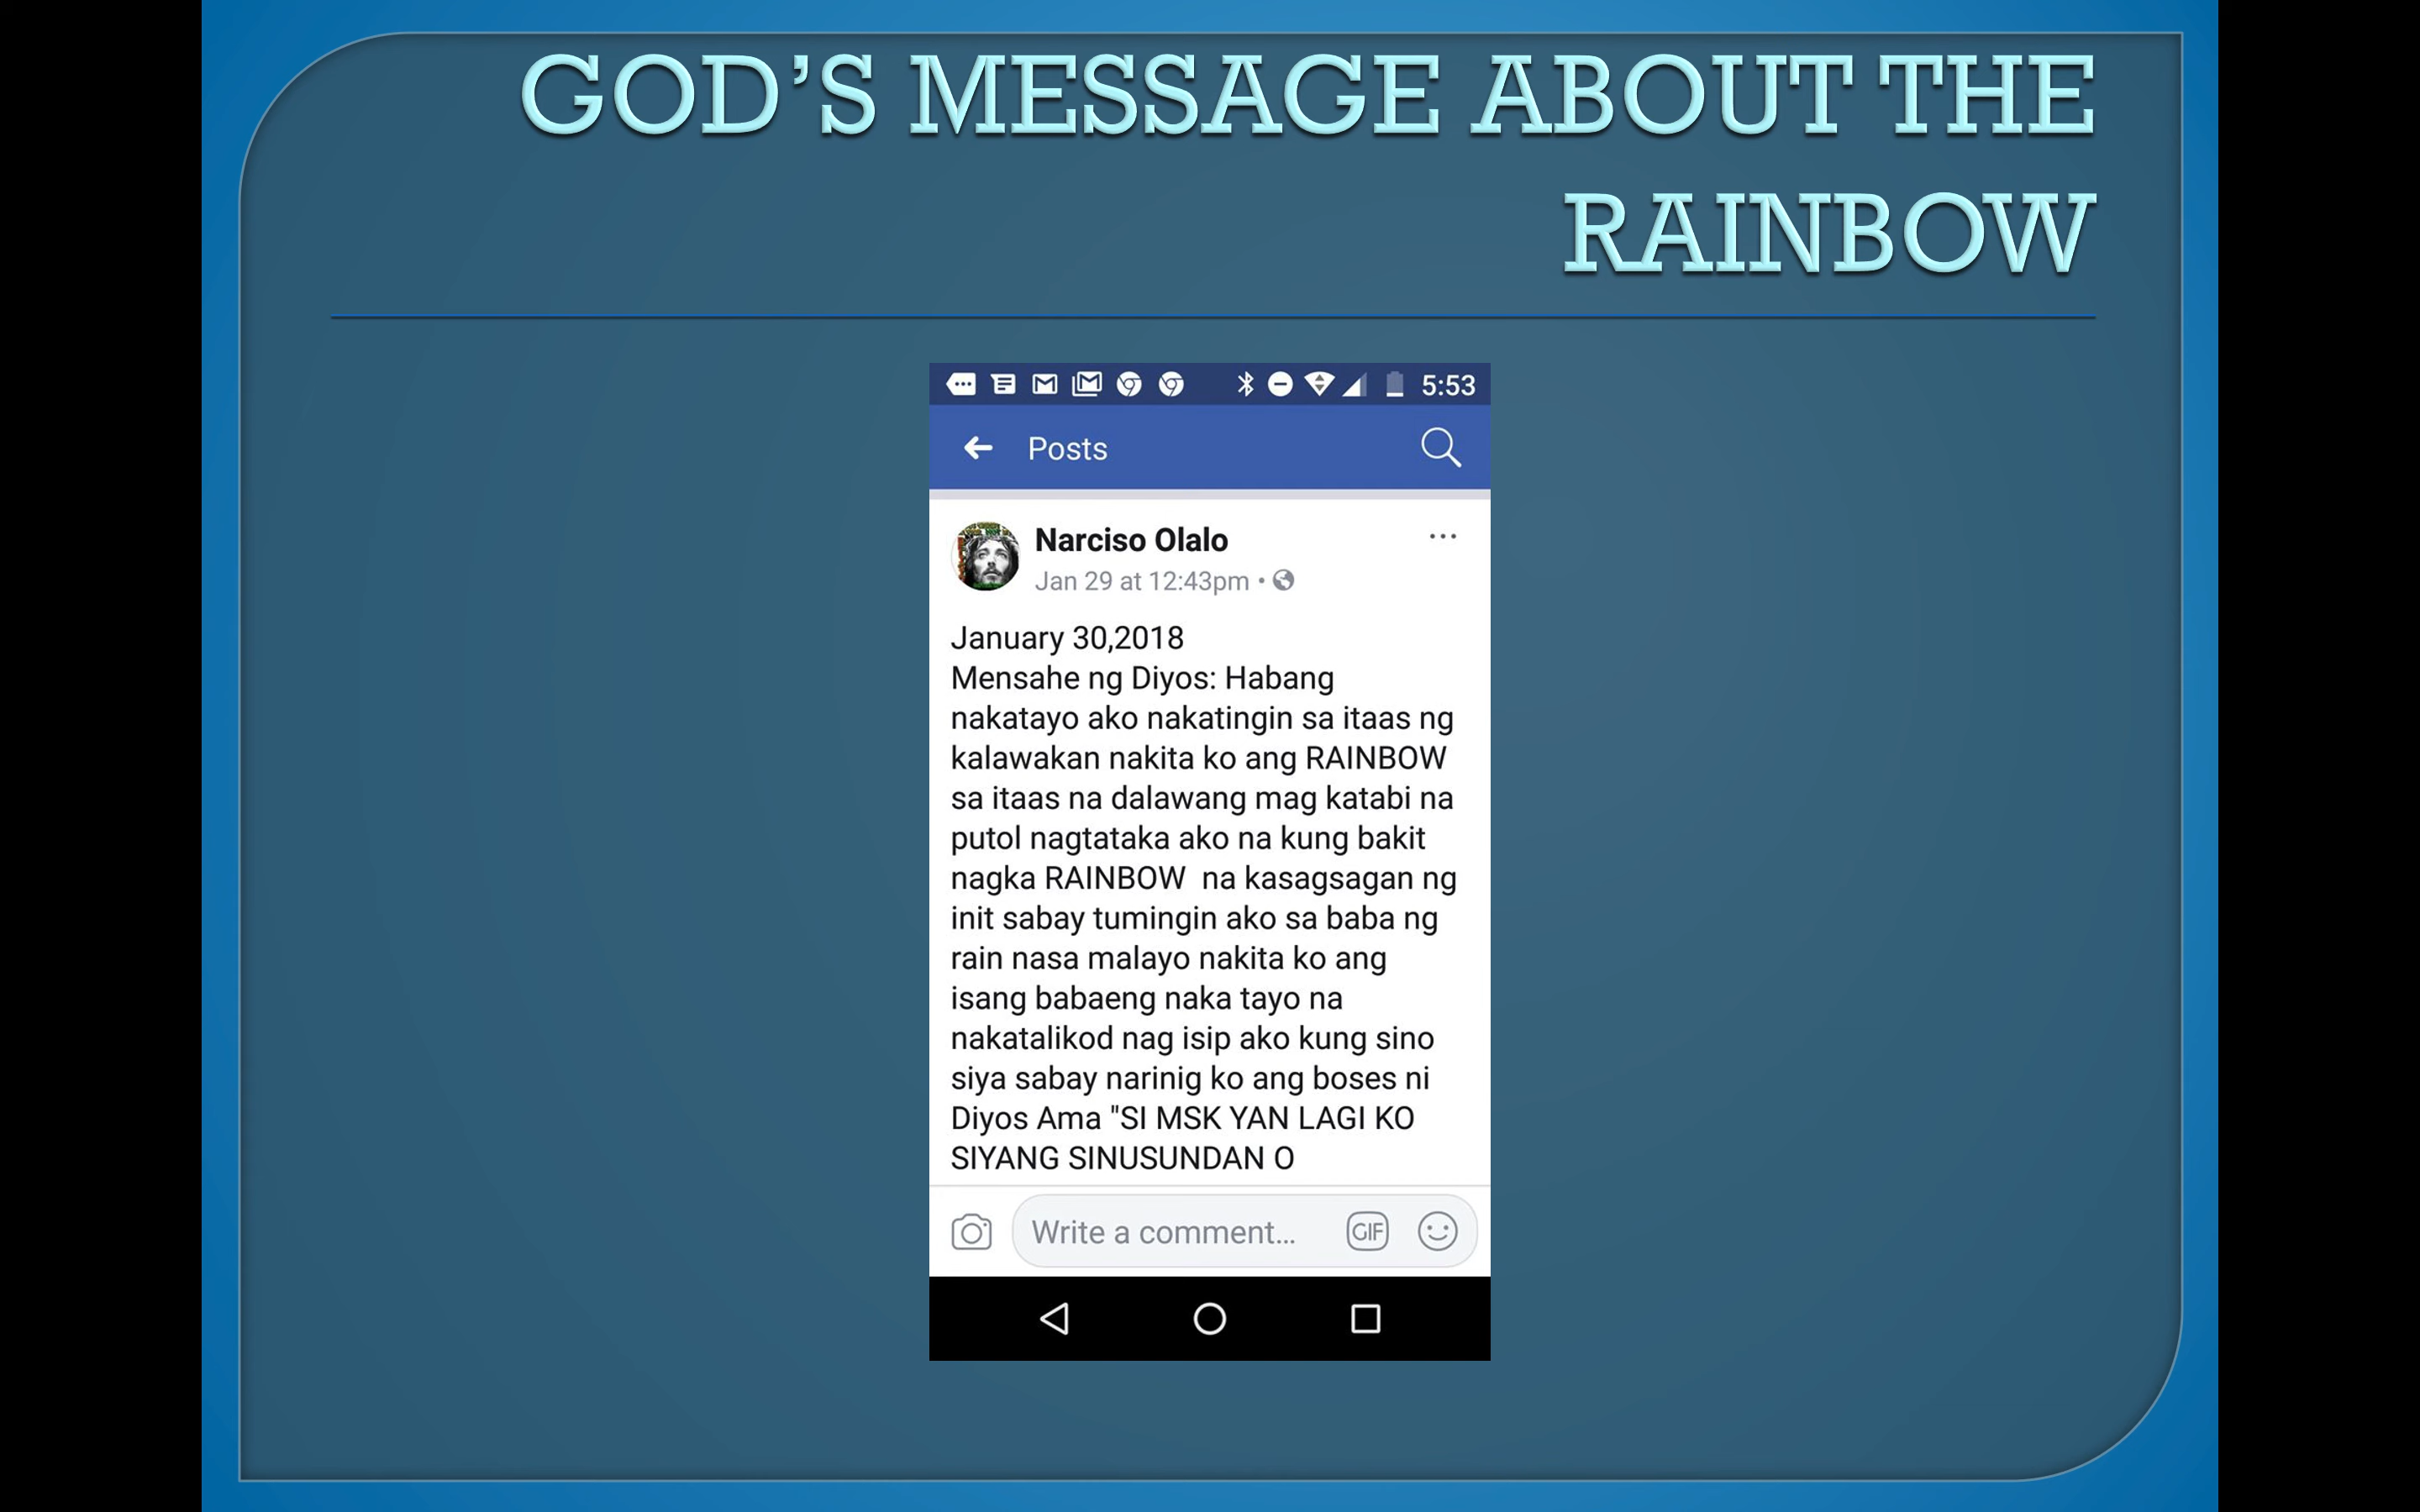 GOD’S MESSAGE ABOUT THE
RAINBOW
5:53
Posts
Narciso Olalo
Jan 29 at 12:43pm •
January 30,2018
Mensahe ng Diyos: Habang
nakatayo ako nakatingin sa itaas ng
kalawakan nakita ko ang RAINBOW
sa itaas na dalawang mag katabi na
putol nagtataka ako na kung bakit
nagka RAINBOW  na kasagsagan ng
init sabay tumingin ako sa baba ng
rain nasa malayo nakita ko ang
isang babaeng naka tayo na
nakatalikod nag isip ako kung sino
siya sabay narinig ko ang boses ni
Diyos Ama "SI MSK YAN LAGI KO
SIYANG SINUSUNDAN O
Write a comment... GIF